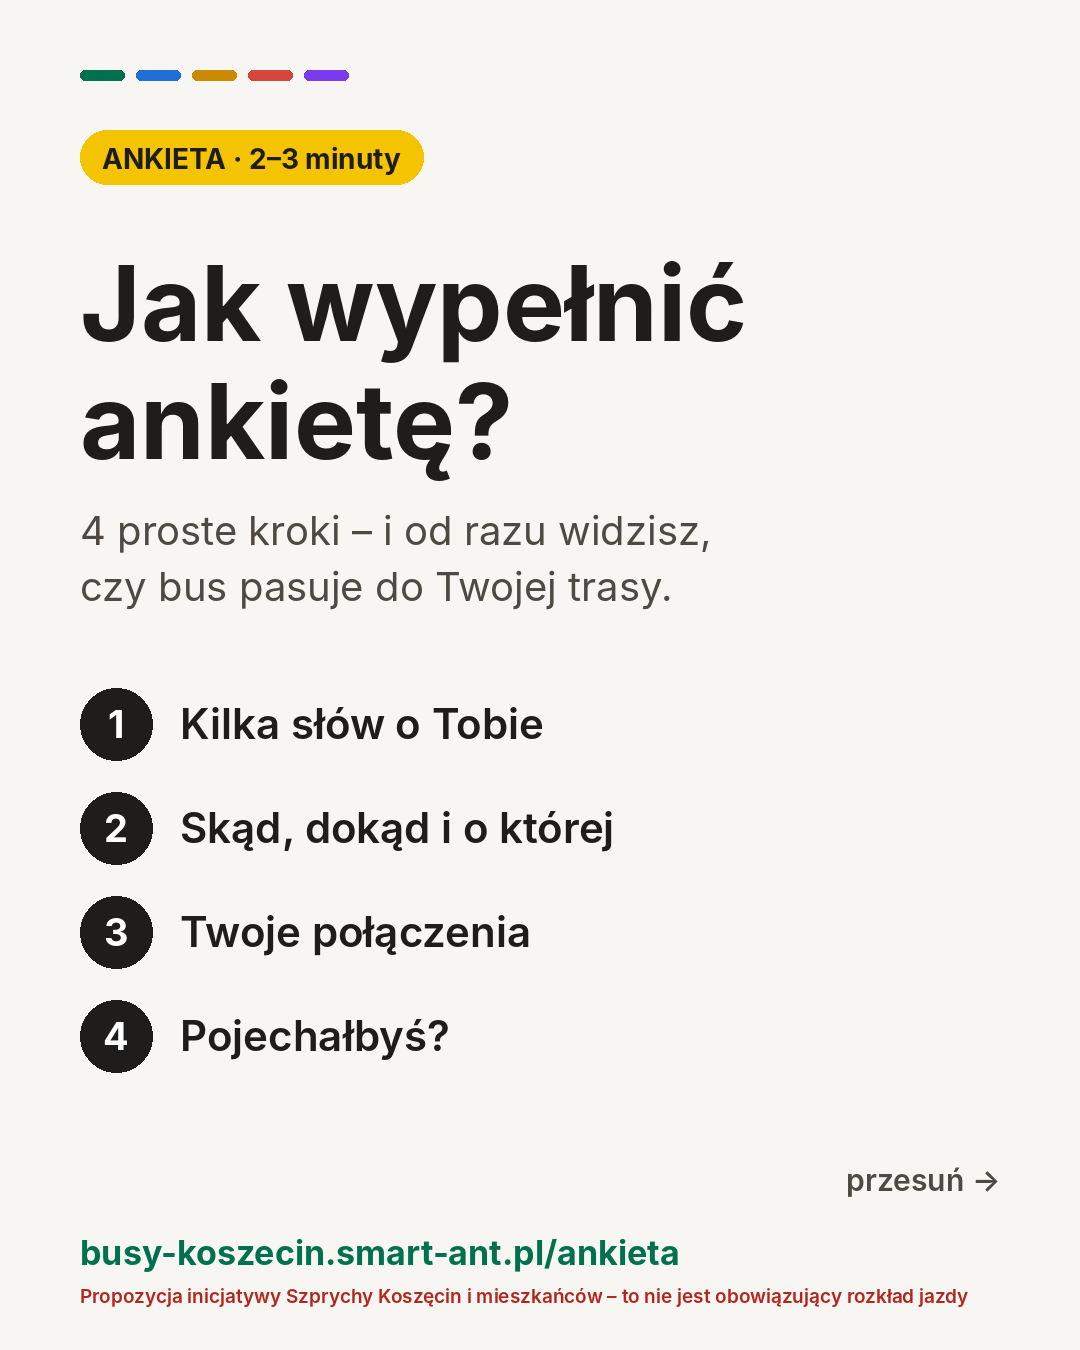 ANKIETA · 2–3 minuty
Jak wypełnić
ankietę?
4 proste kroki – i od razu widzisz,
czy bus pasuje do Twojej trasy.
1 Kilka słów o Tobie
2 Skąd, dokąd i o której
3 Twoje połączenia
4 Pojechałbyś?
przesuń →
busy-koszecin.smart-ant.pl/ankieta
Propozycja inicjatywy Szprychy Koszęcin i mieszkańców – to nie jest obowiązujący rozkład jazdy